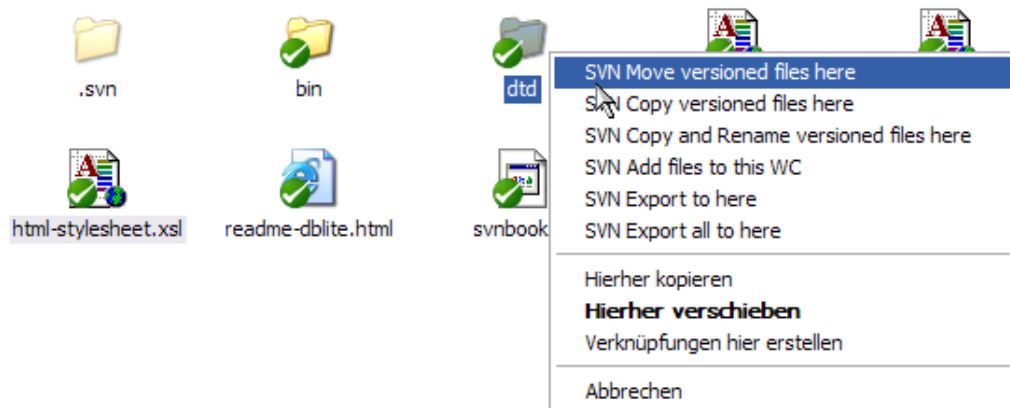 .svn
bin
dtd
html-stylesheet.xsl
readme-dblite.html
svnbook
SVN Move versioned files here
SVN Copy versioned files here
SVN Copy and Rename versioned files here
SVN Add files to this WC
SVN Export to here
SVN Export all to here
Hierher kopieren
Hierher verschieben
Verknüpfungen hier erstellen
Abbrechen